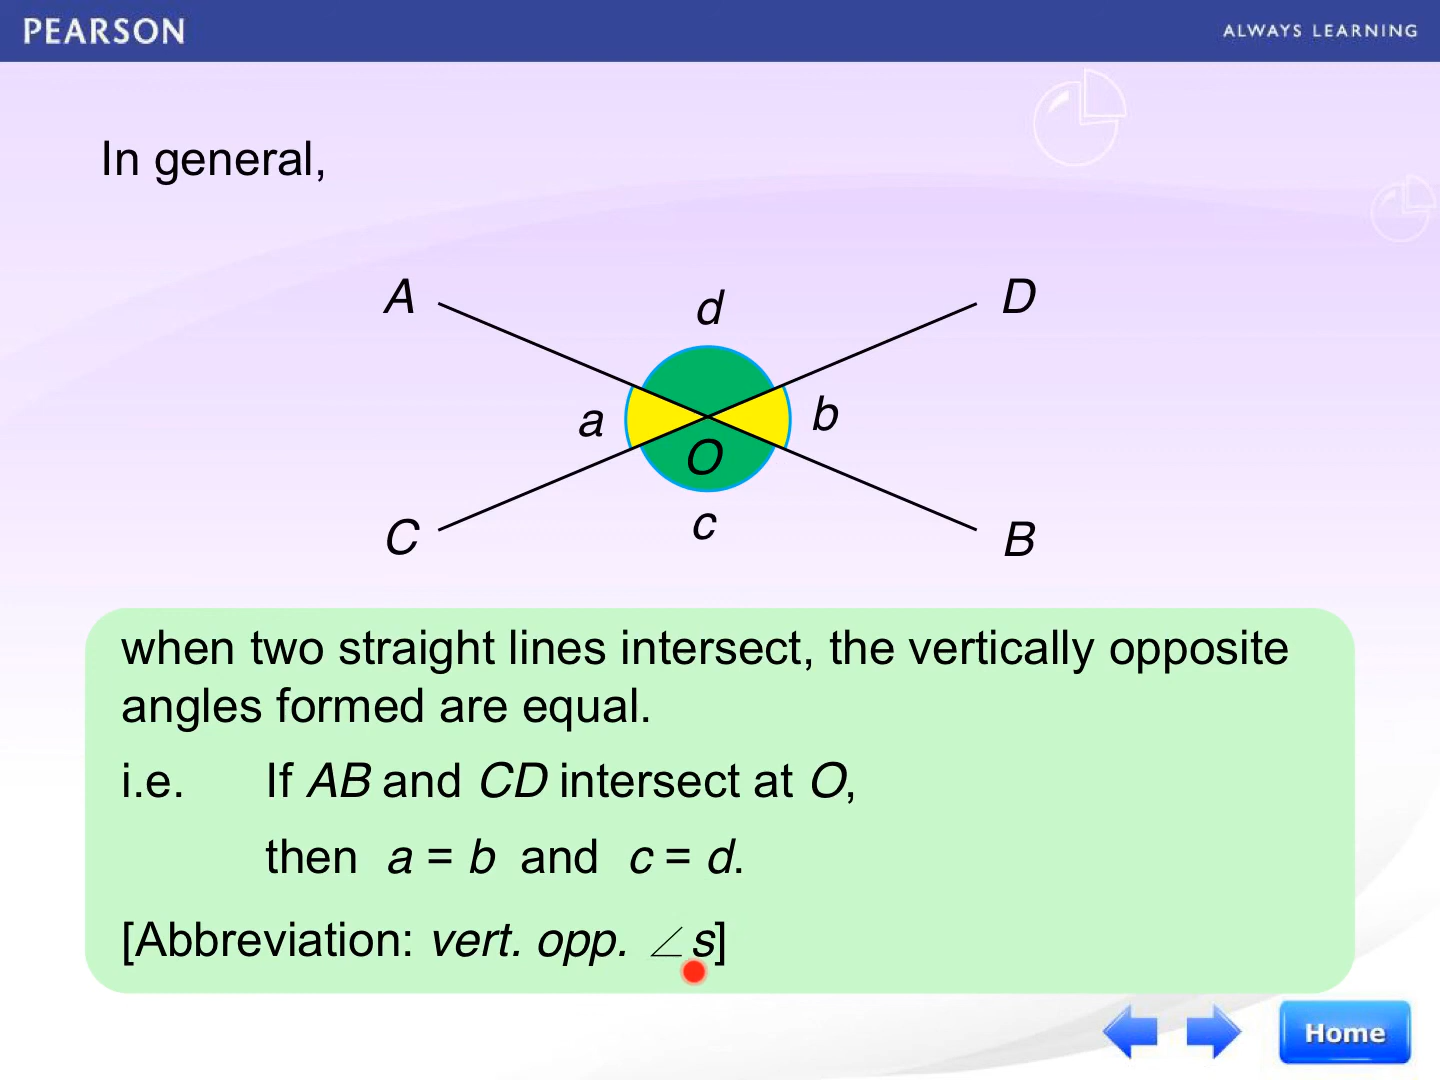 PEARSON
ALWAYS LEARNING
In general,
A
d
D
a
b
O
C
c
B
when two straight lines intersect, the vertically opposite
angles formed are equal.
i.e. If AB and CD intersect at O,
then a = b and c = d.
[Abbreviation: vert. opp. ∠s]
Home